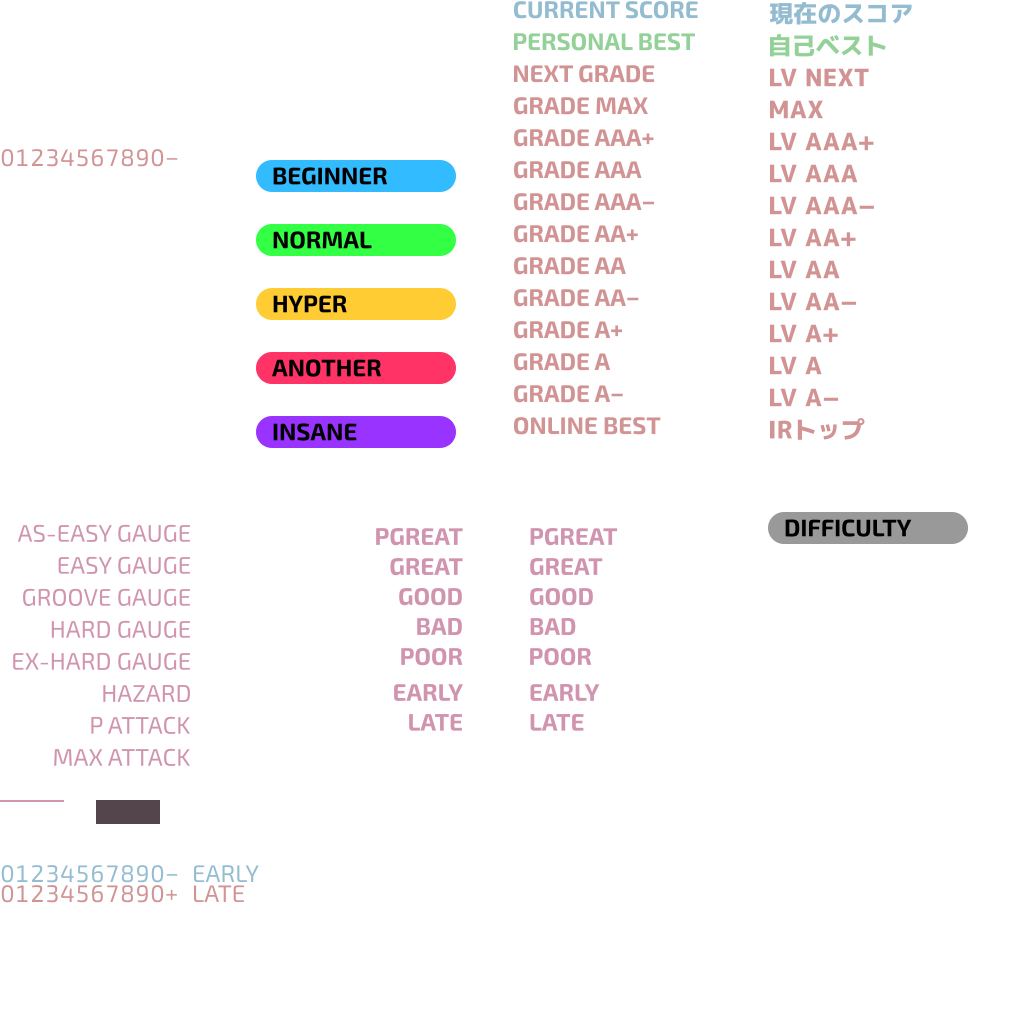 CURRENT SCORE
PERSONAL BEST
NEXT GRADE
GRADE MAX
GRADE AAA+
GRADE AAA
GRADE AAA−
GRADE AA+
GRADE AA
GRADE AA−
GRADE A+
GRADE A
GRADE A−
ONLINE BEST
現在のスコア
自己ベスト
LV NEXT
MAX
LV AAA+
LV AAA
LV AAA−
LV AA+
LV AA
LV AA−
LV A+
LV A
LV A−
IRトップ
01234567890−
BEGINNER
NORMAL
HYPER
ANOTHER
INSANE
DIFFICULTY
AS-EASY GAUGE
EASY GAUGE
GROOVE GAUGE
HARD GAUGE
EX-HARD GAUGE
HAZARD
P ATTACK
MAX ATTACK
PGREAT
GREAT
GOOD
BAD
POOR
EARLY
LATE
PGREAT
GREAT
GOOD
BAD
POOR
EARLY
LATE
01234567890− EARLY
01234567890+ LATE